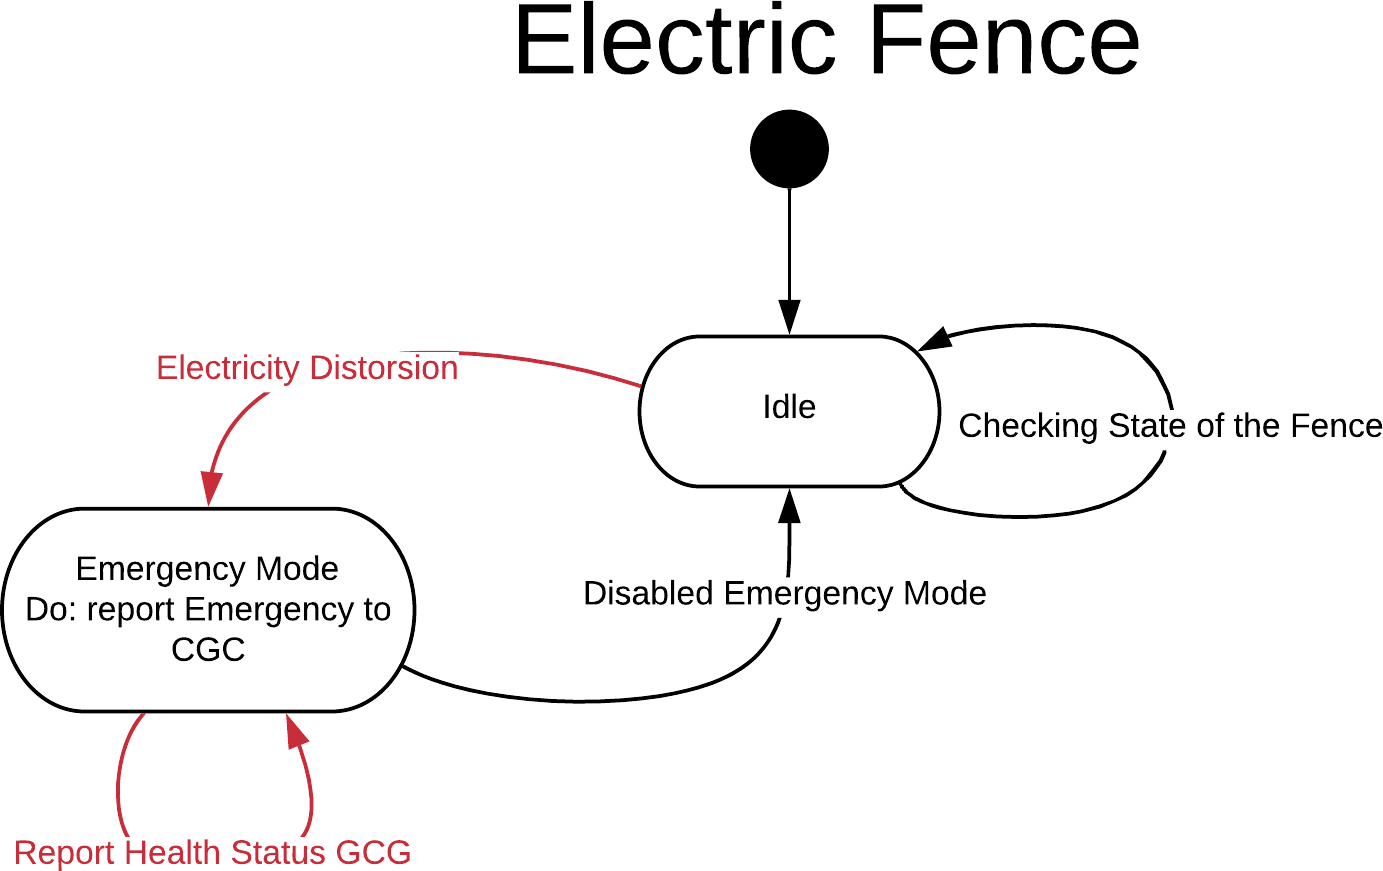 Electric Fence
Electricity Distorsion
Idle
Checking State of the Fence
Emergency Mode
Do: report Emergency to
CGC
Disabled Emergency Mode
Report Health Status GCG